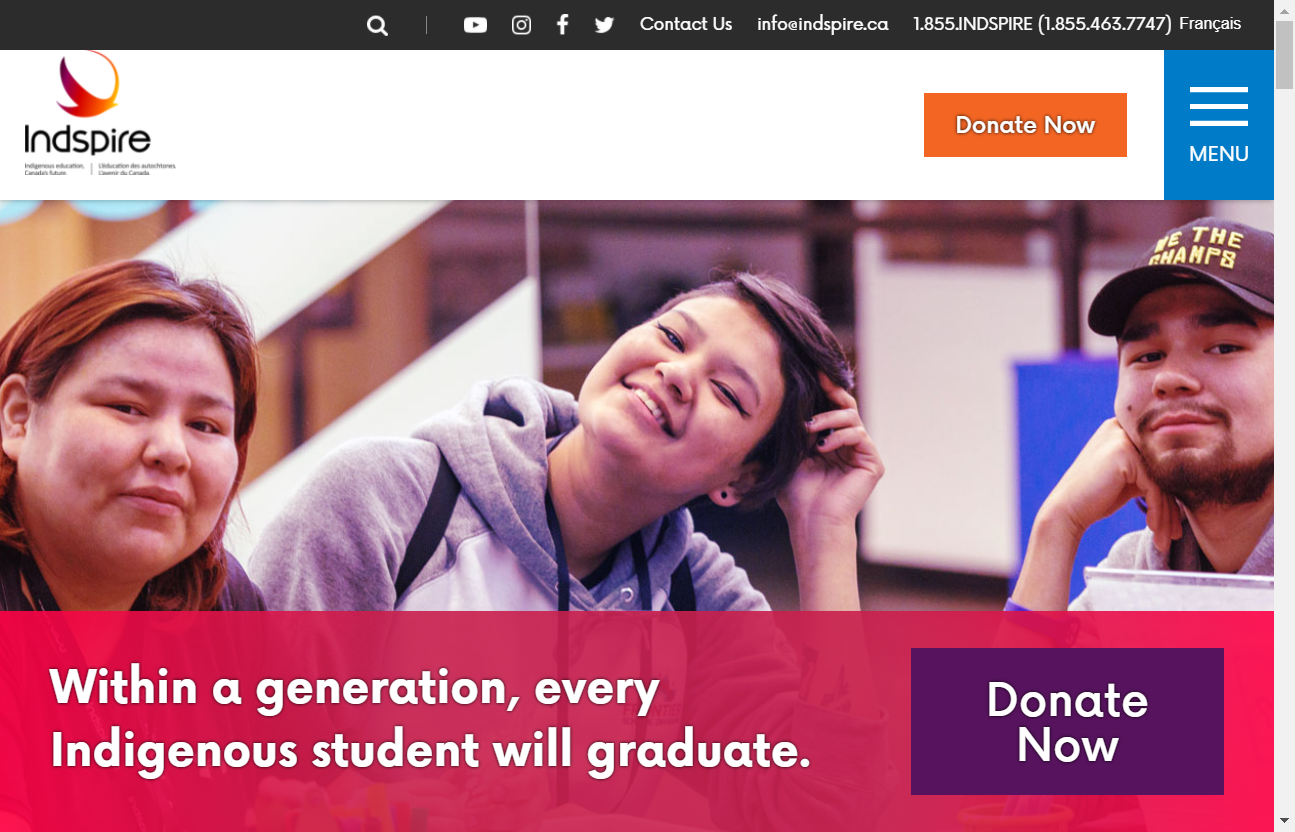 Contact Us info@indspire.ca 1.855.INDSPIRE (1.855.463.7747) Français
Indspire
Indigenous education, | L'éducation des autochtones.
Canada's future. | L'avenir du Canada.
Donate Now
MENU
WE THE
CHAMPS
Within a generation, every
Indigenous student will graduate.
Donate
Now